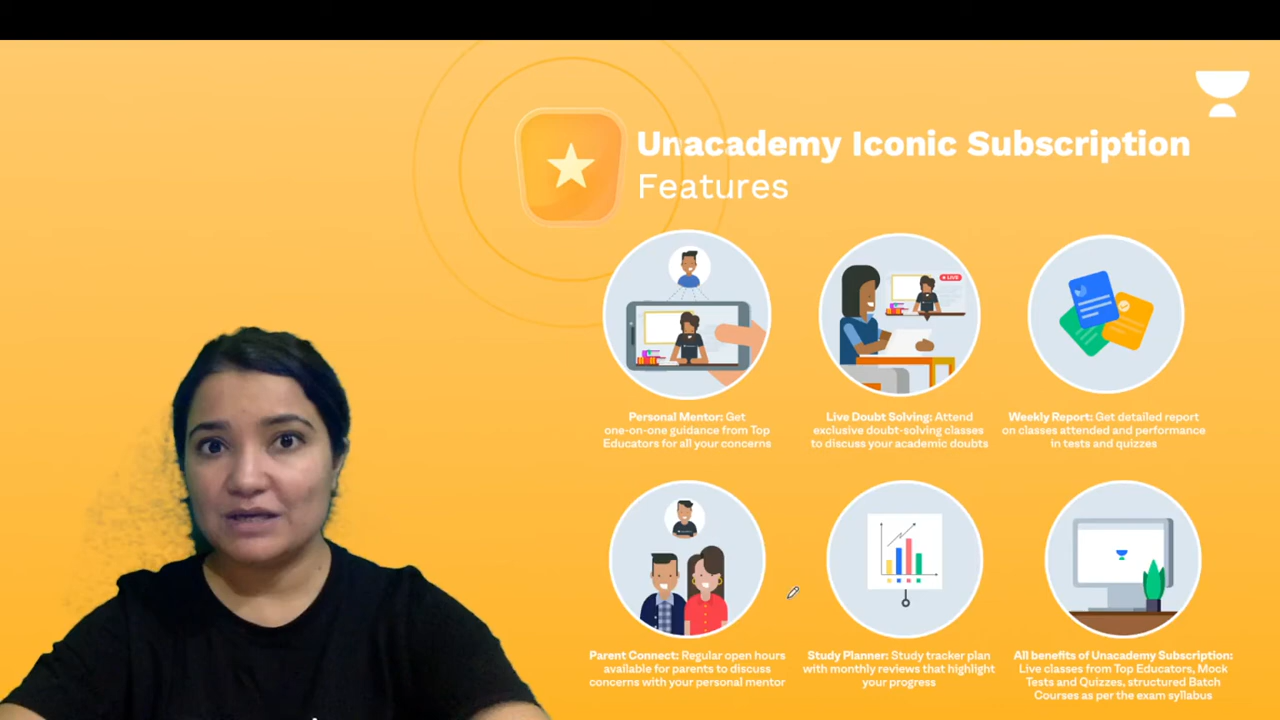 Unacademy Iconic Subscription
Features
LIVE
Personal Mentor: Get
one-on-one guidance from Top
Educators for all your concerns
Live Doubt Solving: Attend
exclusive doubt-solving classes
to discuss your academic doubts
Weekly Report: Get detailed report
on classes attended and performance
in tests and quizzes
Parent Connect: Regular open hours
available for parents to discuss
concerns with your personal mentor
Study Planner: Study tracker plan
with monthly reviews that highlight
your progress
All benefits of Unacademy Subscription:
Live classes from Top Educators, Mock
Tests and Quizzes, structured Batch
Courses as per the exam syllabus